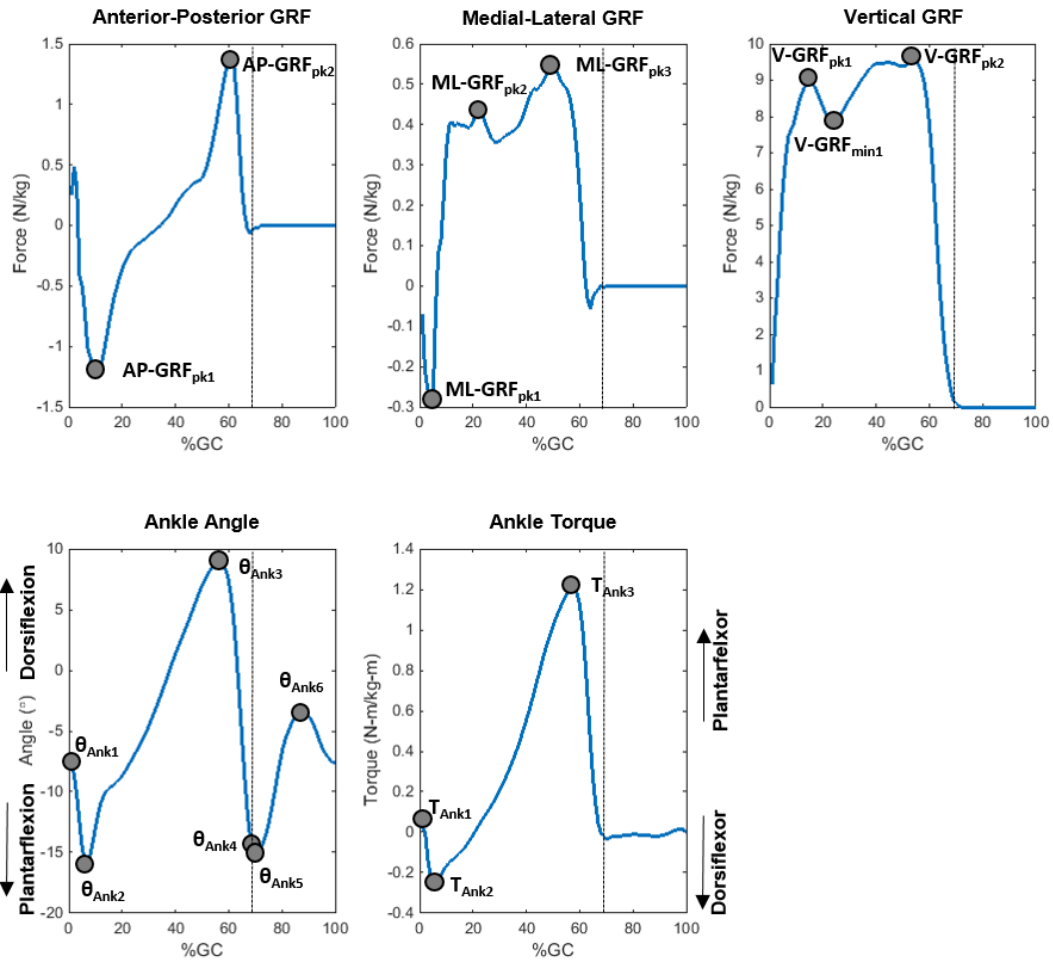 Anterior-Posterior GRF
1.5
1
0.5
0
-0.5
-1
-1.5
Force (N/kg)
AP-GRFpk2
AP-GRFpk1
0 20 40 60 80 100
%GC
Medial-Lateral GRF
0.6
0.5
0.4
0.3
0.2
0.1
0
-0.1
-0.2
-0.3
Force (N/kg)
ML-GRFpk2
ML-GRFpk3
ML-GRFpk1
0 20 40 60 80 100
%GC
Vertical GRF
10
9
8
7
6
5
4
3
2
1
0
Force (N/kg)
V-GRFpk1
V-GRFpk2
V-GRFmin1
0 20 40 60 80 100
%GC
Ankle Angle
Dorsiflexion
Plantarflexion
10
5
0
-5
-10
-15
-20
Angle (°)
θAnk3
θAnk6
θAnk1
θAnk4
θAnk5
θAnk2
0 20 40 60 80 100
%GC
Ankle Torque
1.4
1.2
1
0.8
0.6
0.4
0.2
0
-0.2
-0.4
Torque (N-m/kg-m)
TAnk3
TAnk1
TAnk2
0 20 40 60 80 100
%GC
Plantarfelxor
Dorsiflexor